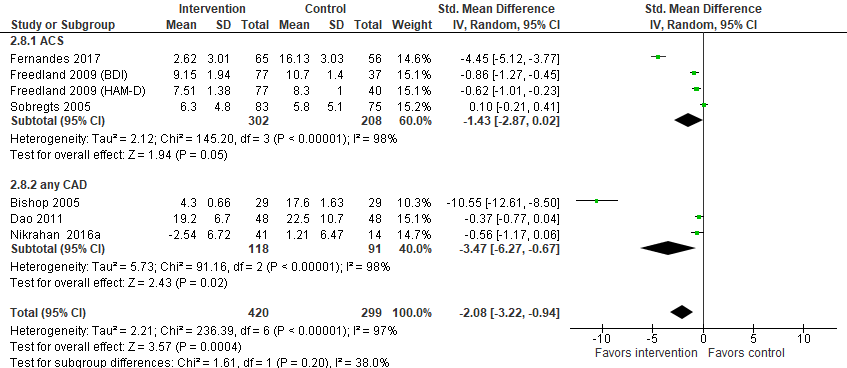 Intervention Control Std. Mean Difference Std. Mean Difference
Study or Subgroup Mean SD Total Mean SD Total Weight IV, Random, 95% CI IV, Random, 95% CI
2.8.1 ACS
Fernandes 2017 2.62 3.01 65 16.13 3.03 56 14.6% -4.45 [-5.12, -3.77]
Freedland 2009 (BDI) 9.15 1.94 77 10.7 1.4 37 15.1% -0.86 [-1.27, -0.45]
Freedland 2009 (HAM-D) 7.51 1.38 77 8.3 1 40 15.1% -0.62 [-1.01, -0.23]
Sobregts 2005 6.3 4.8 83 5.8 5.1 75 15.2% 0.10 [-0.21, 0.41]
Subtotal (95% CI) 302 208 60.0% -1.43 [-2.87, 0.02]
Heterogeneity: Tau² = 2.12; Chi² = 145.20, df = 3 (P < 0.00001); I² = 98%
Test for overall effect: Z = 1.94 (P = 0.05)
2.8.2 any CAD
Bishop 2005 4.3 0.66 29 17.6 1.63 29 10.3% -10.55 [-12.61, -8.50]
Dao 2011 19.2 6.7 48 22.5 10.7 48 15.1% -0.37 [-0.77, 0.04]
Nikrahan 2016a -2.54 6.72 41 1.21 6.47 14 14.7% -0.56 [-1.17, 0.06]
Subtotal (95% CI) 118 91 40.0% -3.47 [-6.27, -0.67]
Heterogeneity: Tau² = 5.73; Chi² = 91.16, df = 2 (P < 0.00001); I² = 98%
Test for overall effect: Z = 2.43 (P = 0.02)
Total (95% CI) 420 299 100.0% -2.08 [-3.22, -0.94]
Heterogeneity: Tau² = 2.21; Chi² = 236.39, df = 6 (P < 0.00001); I² = 97%
Test for overall effect: Z = 3.57 (P = 0.0004)
Test for subgroup differences: Chi² = 1.61, df = 1 (P = 0.20), I² = 38.0%
-10 -5 0 5 10
Favors intervention Favors control